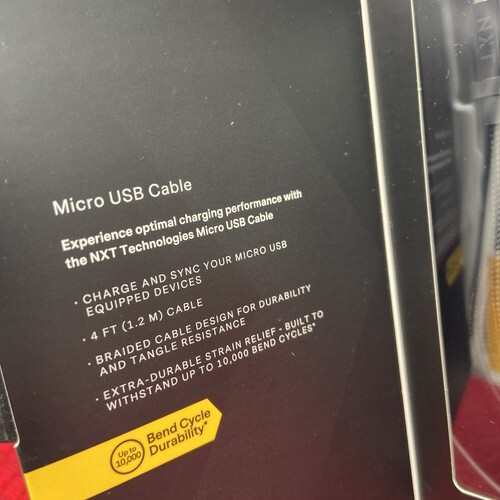 Micro USB Cable
Experience optimal charging performance with
the NXT Technologies Micro USB Cable
· CHARGE AND SYNC YOUR MICRO USB
EQUIPPED DEVICES
· 4 FT (1.2 M) CABLE
· BRAIDED CABLE DESIGN FOR DURABILITY
AND TANGLE RESISTANCE
· EXTRA-DURABLE STRAIN RELIEF - BUILT TO
WITHSTAND UP TO 10,000 BEND CYCLES*
Up to
10,000
Bend Cycle
Durability*
NXT